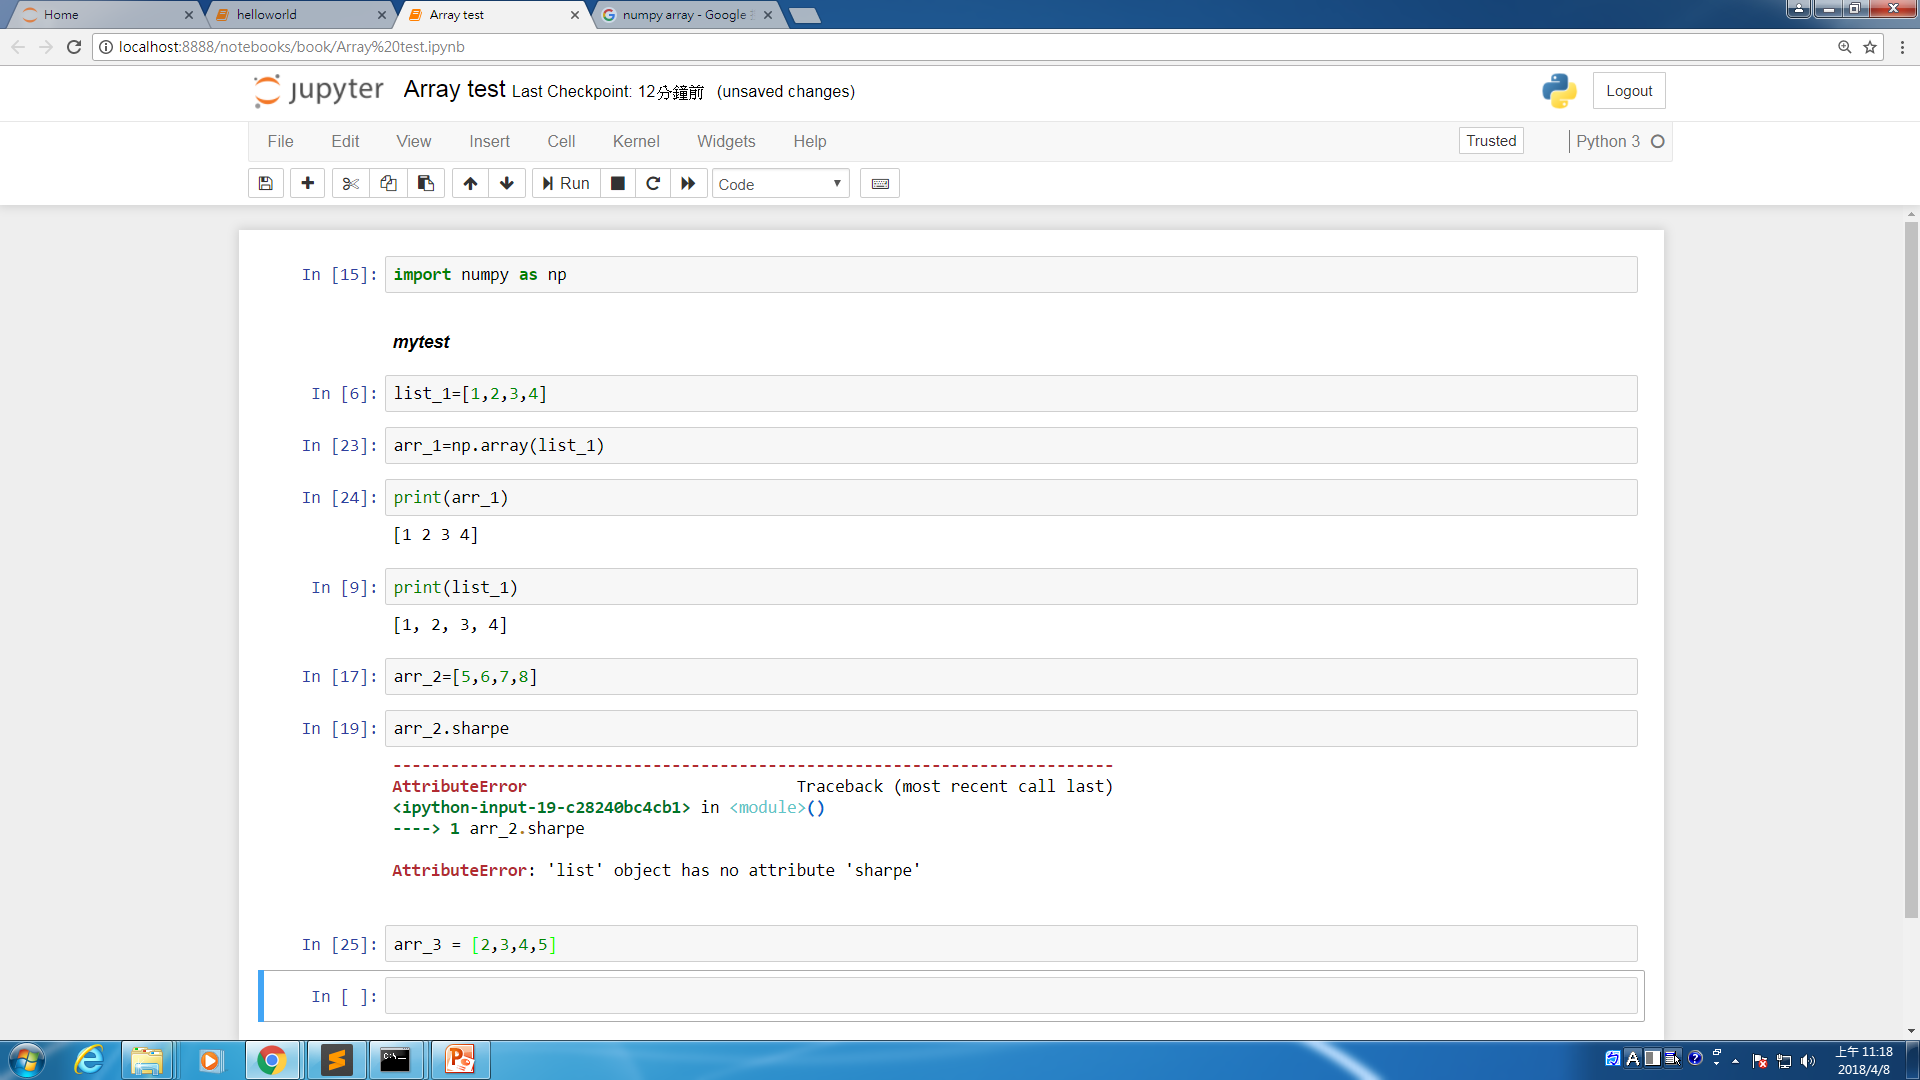 Home
helloworld
Array test
numpy array - Google
localhost:8888/notebooks/book/Array%20test.ipynb
jupyter Array test Last Checkpoint: 12分鐘前 (unsaved changes)
Logout
File Edit View Insert Cell Kernel Widgets Help
Trusted
Python 3
Run
Code
In [15]: import numpy as np
mytest
In [6]: list_1=[1,2,3,4]
In [23]: arr_1=np.array(list_1)
In [24]: print(arr_1)
[1 2 3 4]
In [9]: print(list_1)
[1, 2, 3, 4]
In [17]: arr_2=[5,6,7,8]
In [19]: arr_2.sharpe
---------------------------------------------------------------------------
AttributeError Traceback (most recent call last)
<ipython-input-19-c28240bc4cb1> in <module>()
----> 1 arr_2.sharpe
AttributeError: 'list' object has no attribute 'sharpe'
In [25]: arr_3 = [2,3,4,5]
In [ ]:
C:\.
A
上午 11:18
2018/4/8